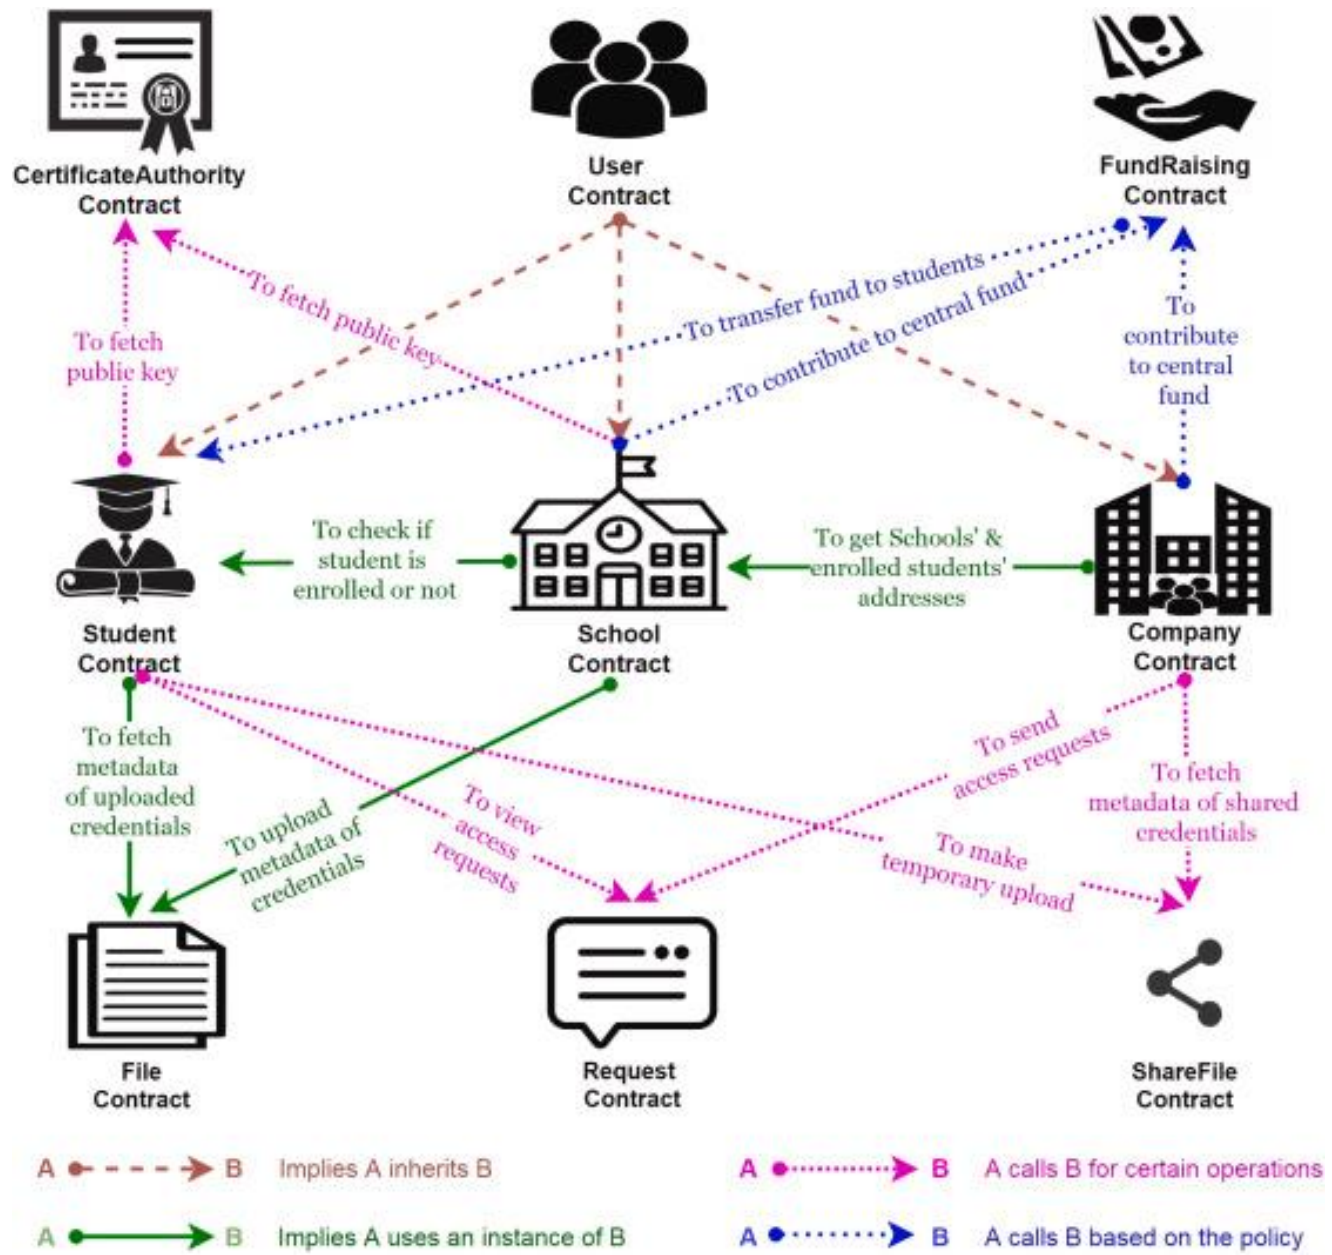 CertificateAuthority
Contract
User
Contract
FundRaising
Contract
To fetch public key
To transfer fund to students
To contribute to central fund
To fetch
public key
To
contribute
to central
fund
To check if
student is
enrolled or not
To get Schools' &
enrolled students'
addresses
Student
Contract
School
Contract
Company
Contract
To fetch
metadata
of uploaded
credentials
To upload
metadata of
credentials
To view
access
requests
To send
access requests
To make
temporary upload
To fetch
metadata of shared
credentials
File
Contract
Request
Contract
ShareFile
Contract
A B Implies A inherits B
A B A calls B for certain operations
A B Implies A uses an instance of B
A B A calls B based on the policy